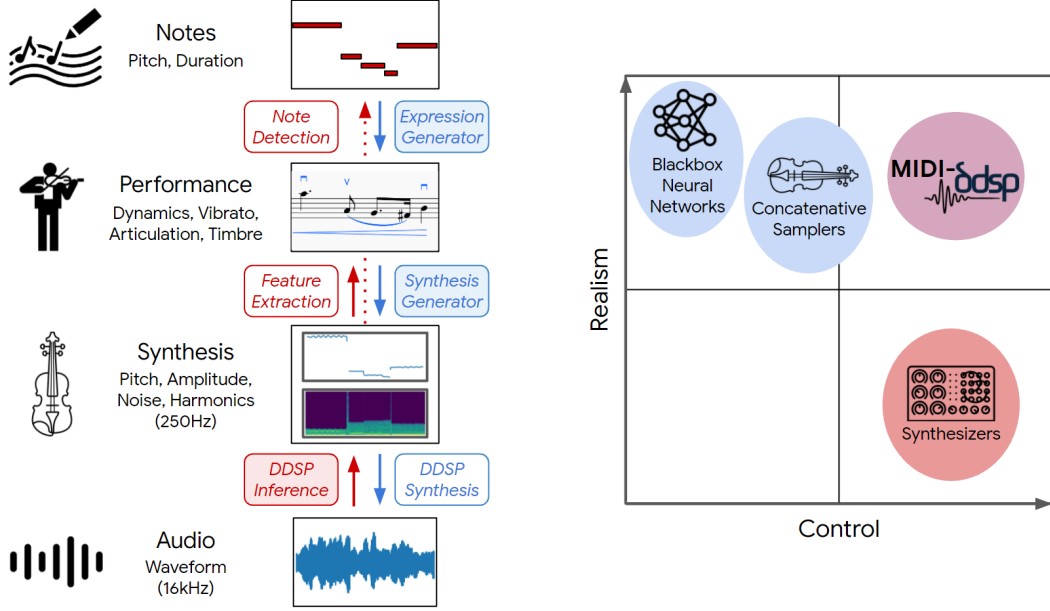 Notes
Pitch, Duration
Note
Detection
Expression
Generator
Performance
Dynamics, Vibrato,
Articulation, Timbre
Feature
Extraction
Synthesis
Generator
Synthesis
Pitch, Amplitude,
Noise, Harmonics
(250Hz)
DDSP
Inference
DDSP
Synthesis
Audio
Waveform
(16kHz)
Realism
Blackbox
Neural
Networks
Concatenative
Samplers
MIDI-δdsp
Synthesizers
Control